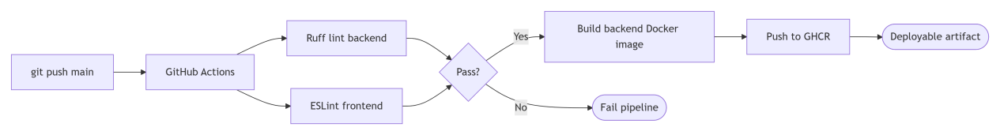 git push main
GitHub Actions
Ruff lint backend
ESLint frontend
Pass?
Yes
No
Build backend Docker
image
Push to GHCR
Deployable artifact
Fail pipeline